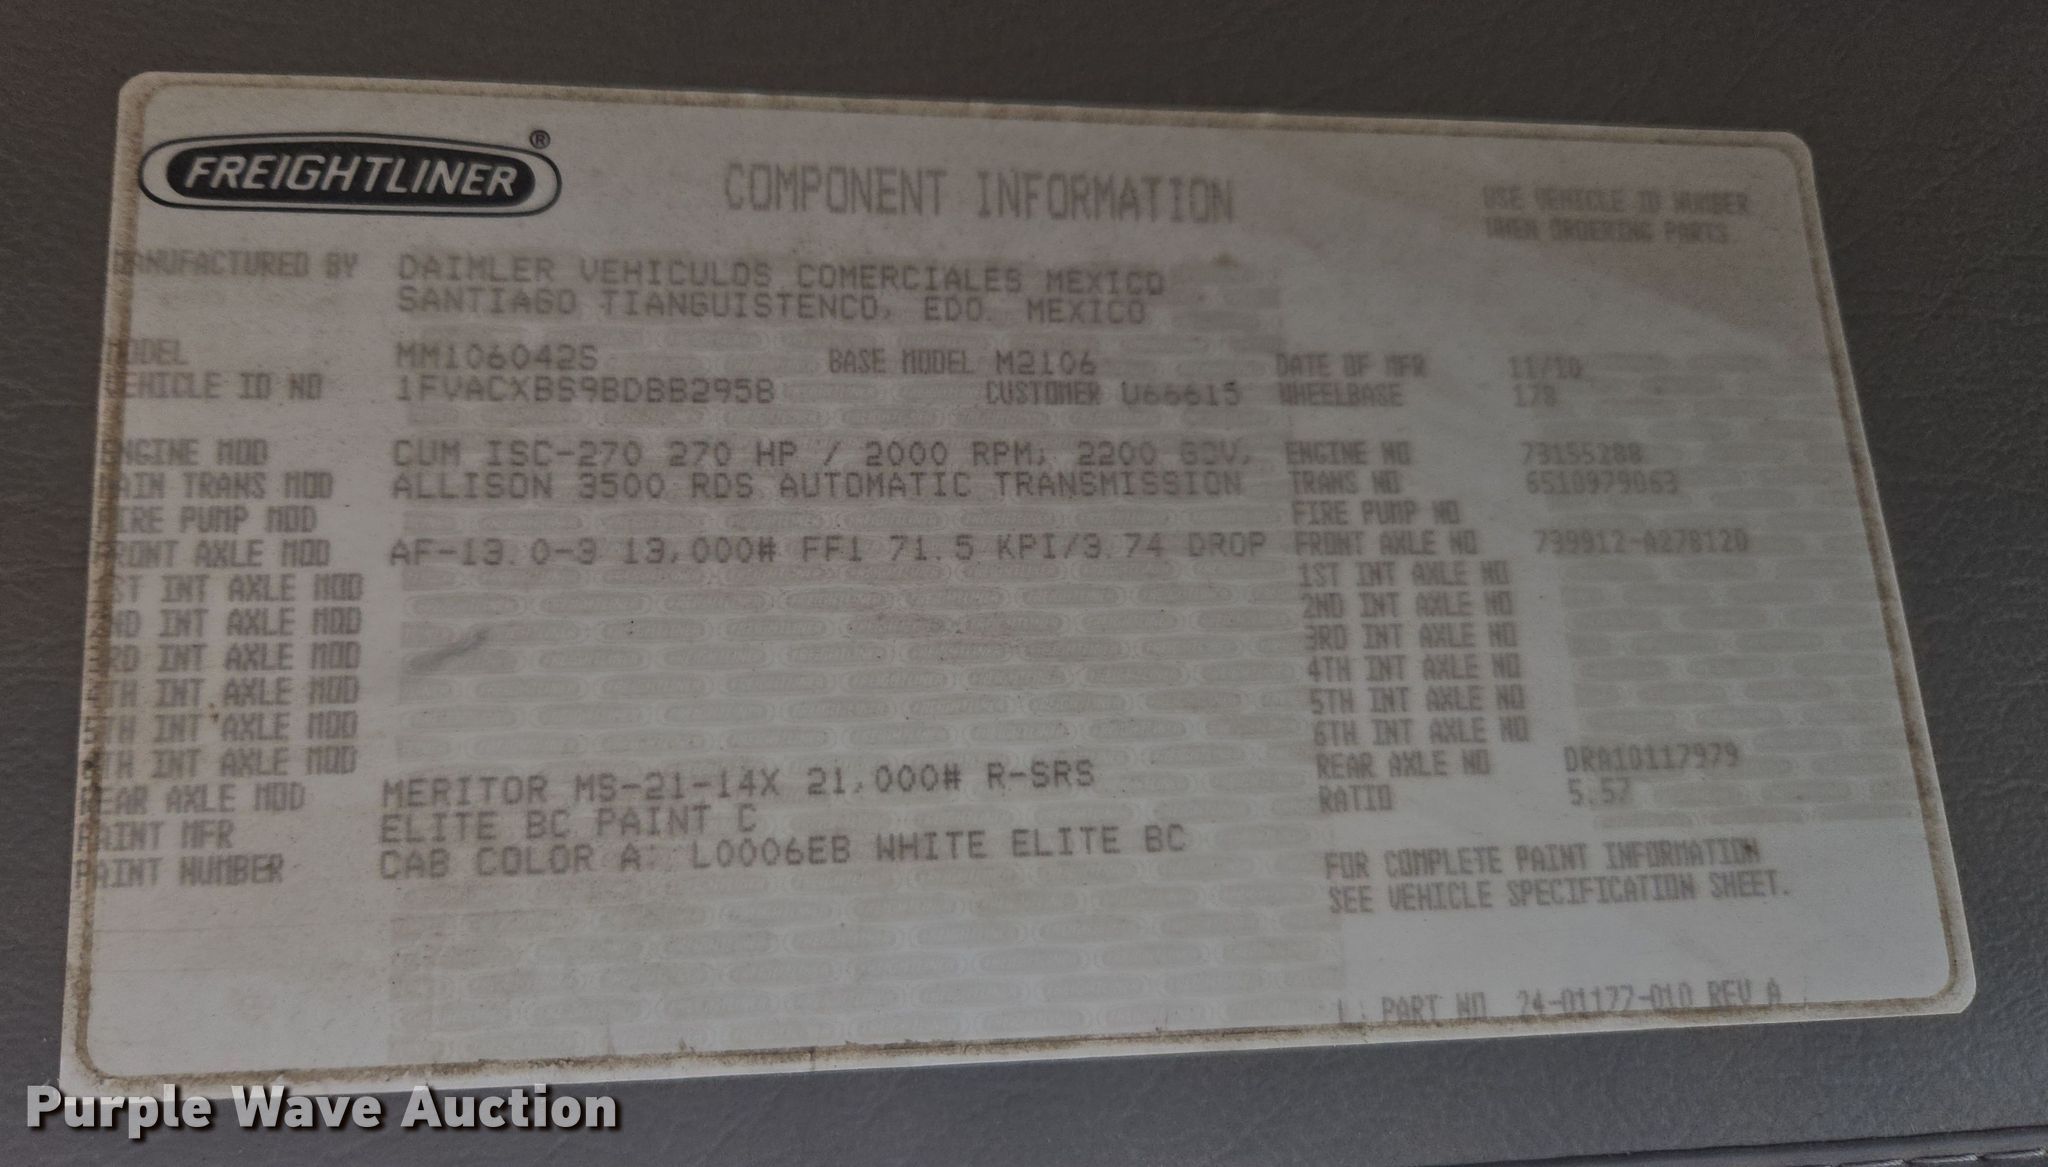 FREIGHTLINER ®
COMPONENT INFORMATION
USE VEHICLE ID NUMBER
WHEN ORDERING PARTS
MANUFACTURED BY DAIMLER VEHICULOS COMERCIALES MEXICO
SANTIAGO TIANGUISTENCO, EDO. MEXICO
MODEL MM106042S BASE MODEL M2106 DATE OF MFR 11/10
VEHICLE ID NO 1FVACXBS9BDBB2958 CUSTOMER U66615 WHEELBASE 178
ENGINE MOD CUM ISC-270 270 HP / 2000 RPM, 2200 GOV, ENGINE NO 73155288
MAIN TRANS MOD ALLISON 3500 RDS AUTOMATIC TRANSMISSION TRANS NO 6510979063
FIRE PUMP MOD FIRE PUMP NO
FRONT AXLE MOD AF-13.0-3 13,000# FF1 71.5 KPI/3.74 DROP FRONT AXLE NO 739912-A278120
1ST INT AXLE MOD 1ST INT AXLE NO
2ND INT AXLE MOD 2ND INT AXLE NO
3RD INT AXLE MOD 3RD INT AXLE NO
4TH INT AXLE MOD 4TH INT AXLE NO
5TH INT AXLE MOD 5TH INT AXLE NO
6TH INT AXLE MOD 6TH INT AXLE NO
REAR AXLE MOD MERITOR MS-21-14X 21,000# R-SRS REAR AXLE NO DRA10117979
PAINT MFR ELITE BC PAINT C RATIO 5.57
PAINT NUMBER CAB COLOR A: L0006EB WHITE ELITE BC
FOR COMPLETE PAINT INFORMATION
SEE VEHICLE SPECIFICATION SHEET.
PART NO. 24-01177-010 REV A
Purple Wave Auction